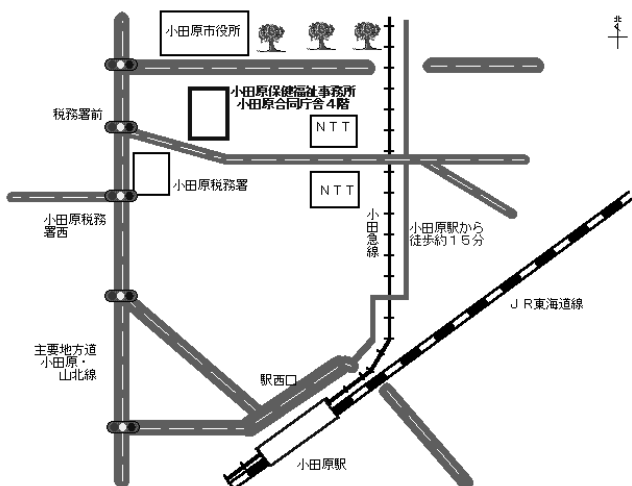 小田原市役所
北
小田原保健福祉事務所
小田原合同庁舎４階
税務署前
ＮＴＴ
小田原税務署
ＮＴＴ
小田原税務
署西
小田急線
小田原駅から
徒歩約１５分
ＪＲ東海道線
主要地方道
小田原・
山北線
駅西口
小田原駅